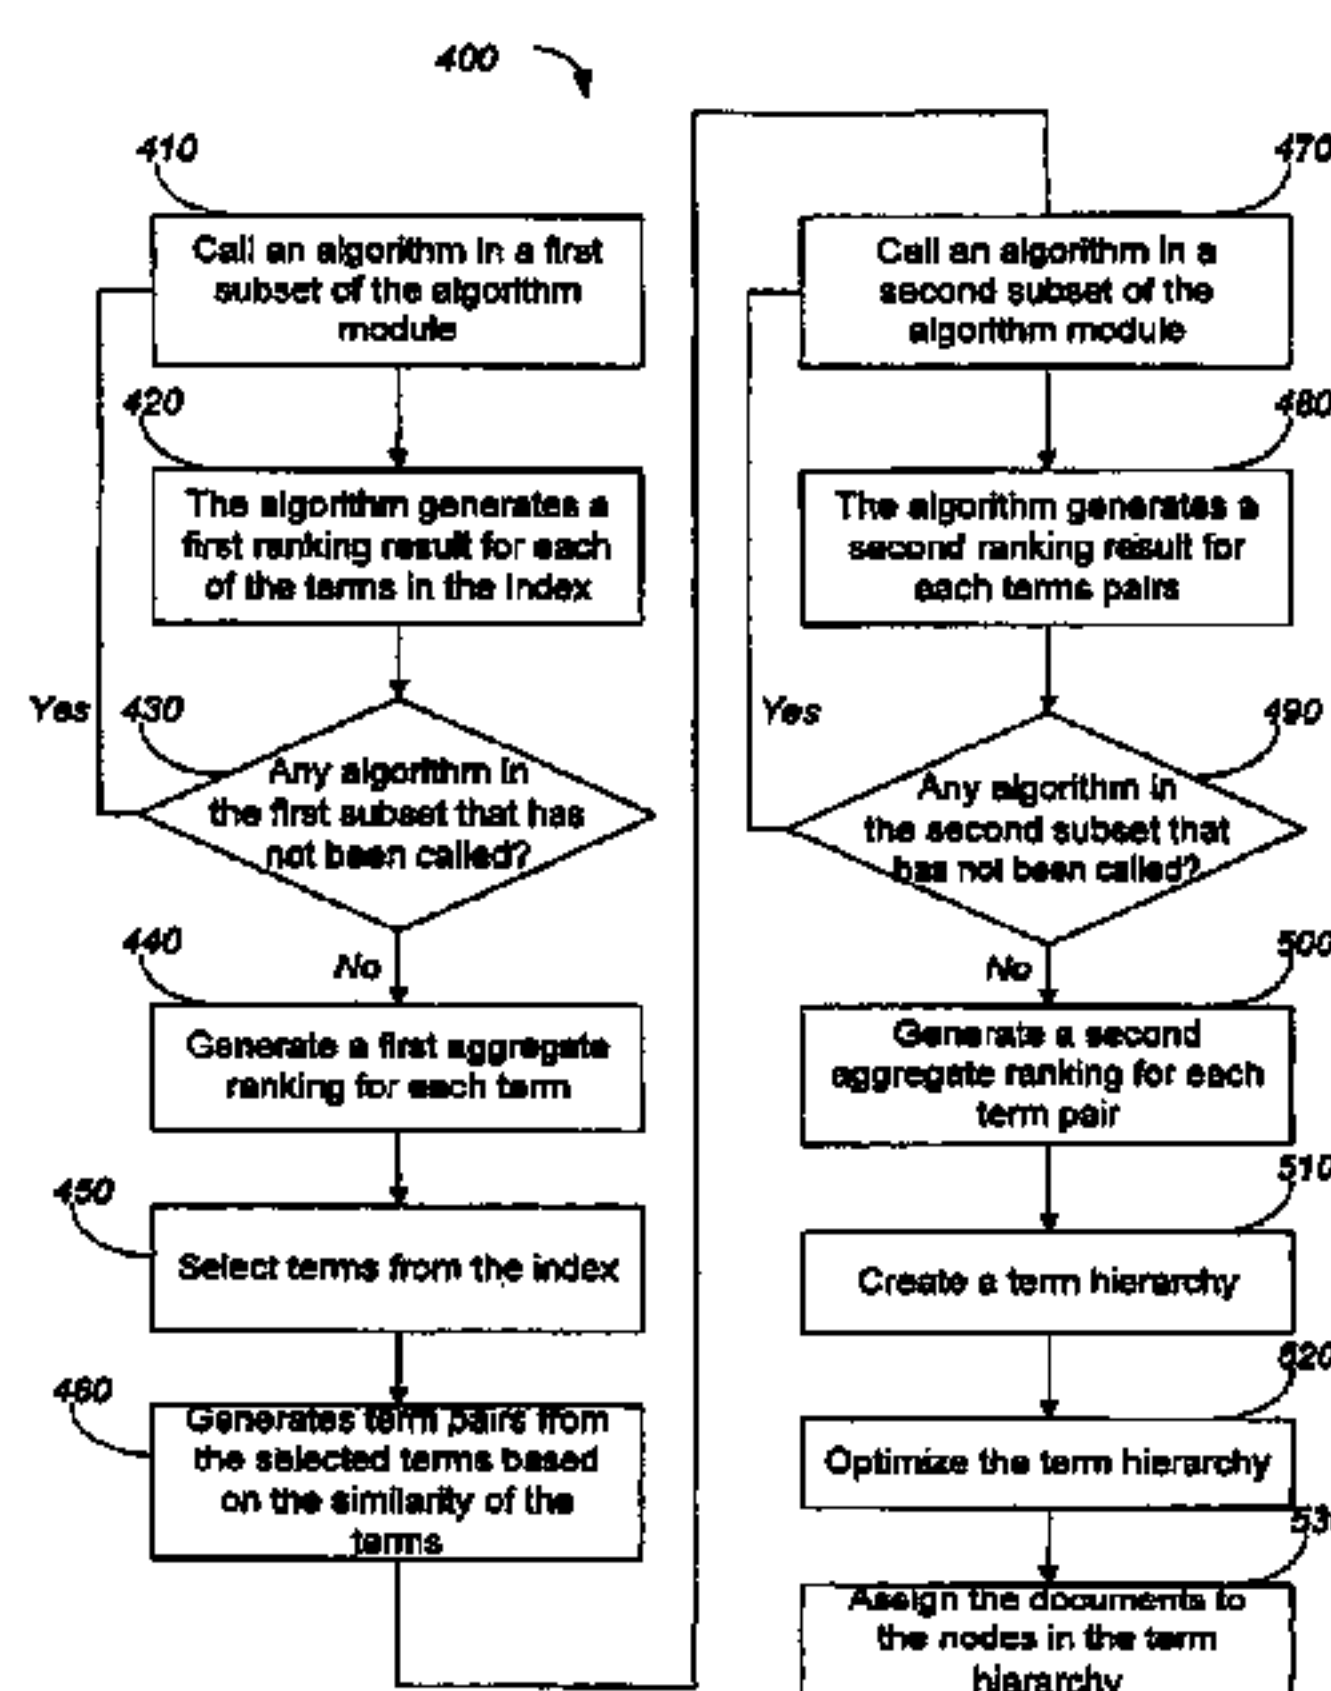 400
410
Call an algorithm in a first
subset of the algorithm
module
420
The algorithm generates a
first ranking result for each
of the terms in the index
Yes
430
Any algorithm in
the first subset that has
not been called?
No
440
Generate a first aggregate
ranking for each term
450
Select terms from the index
460
Generates term pairs from
the selected terms based
on the similarity of the
terms
470
Call an algorithm in a
second subset of the
algorithm module
480
The algorithm generates a
second ranking result for
each terms pairs
Yes
490
Any algorithm in
the second subset that
has not been called?
No
500
Generate a second
aggregate ranking for each
term pair
510
Create a term hierarchy
520
Optimize the term hierarchy
Assign the documents to
the nodes in the term
hierarchy